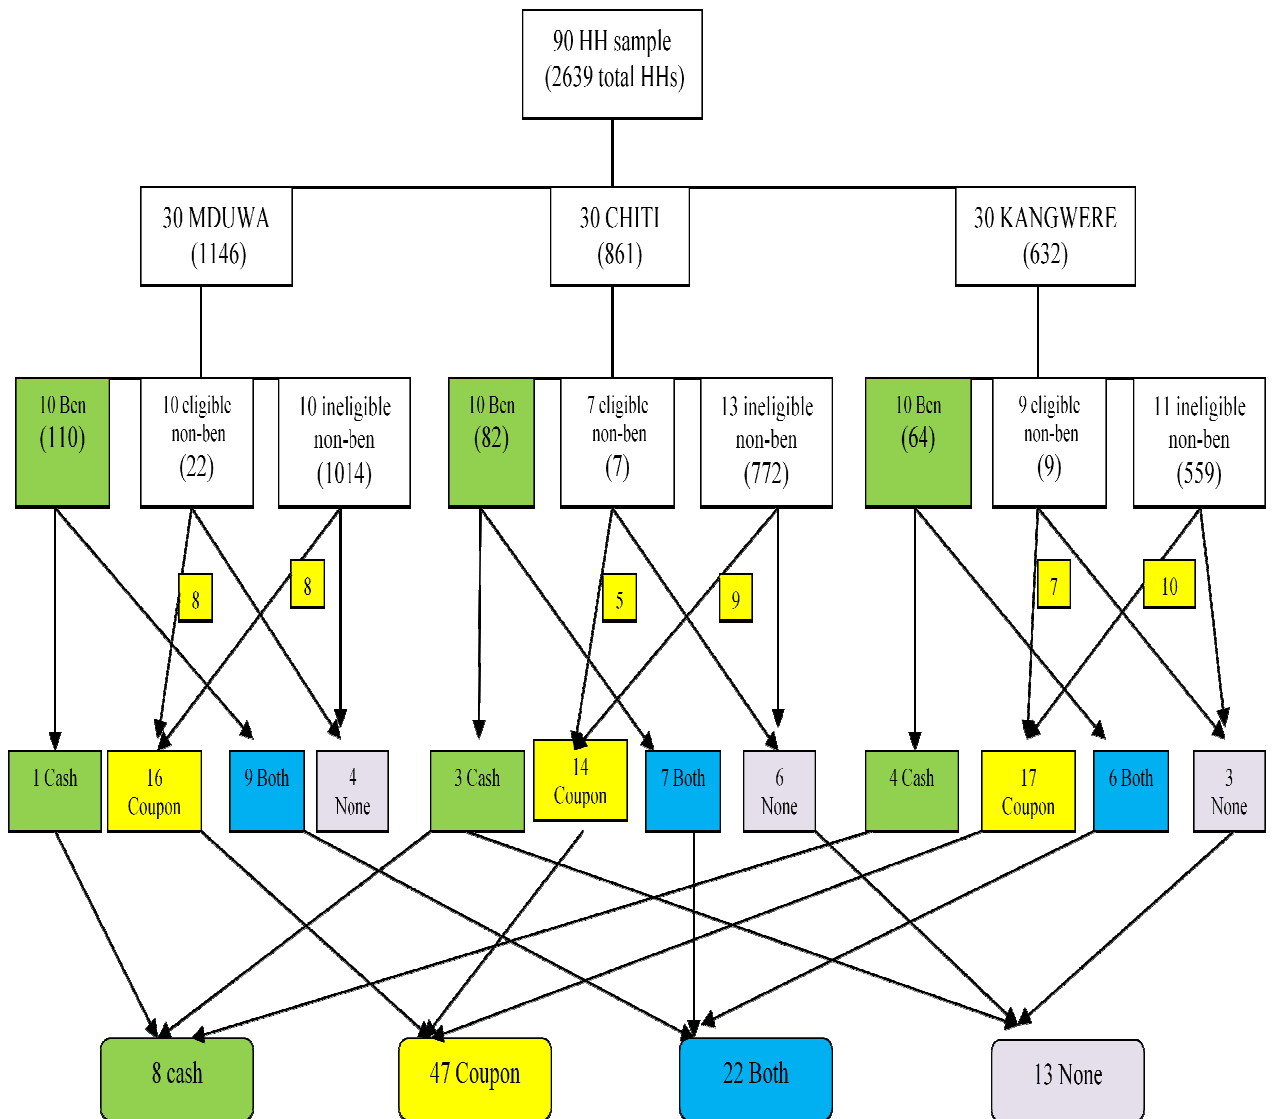 90 HH sample
(2639 total HHs)
30 MDUWA
(1146)
30 CHITI
(861)
30 KANGWERE
(632)
10 Ben
(110)
10 eligible
non-ben
(22)
10 ineligible
non-ben
(1014)
10 Ben
(82)
7 eligible
non-ben
(7)
13 ineligible
non-ben
(772)
10 Ben
(64)
9 eligible
non-ben
(9)
11 ineligible
non-ben
(559)
8
8
5
9
7
10
1 Cash
16
Coupon
9 Both
4
None
3 Cash
14
Coupon
7 Both
6
None
4 Cash
17
Coupon
6 Both
3
None
8 cash
47 Coupon
22 Both
13 None